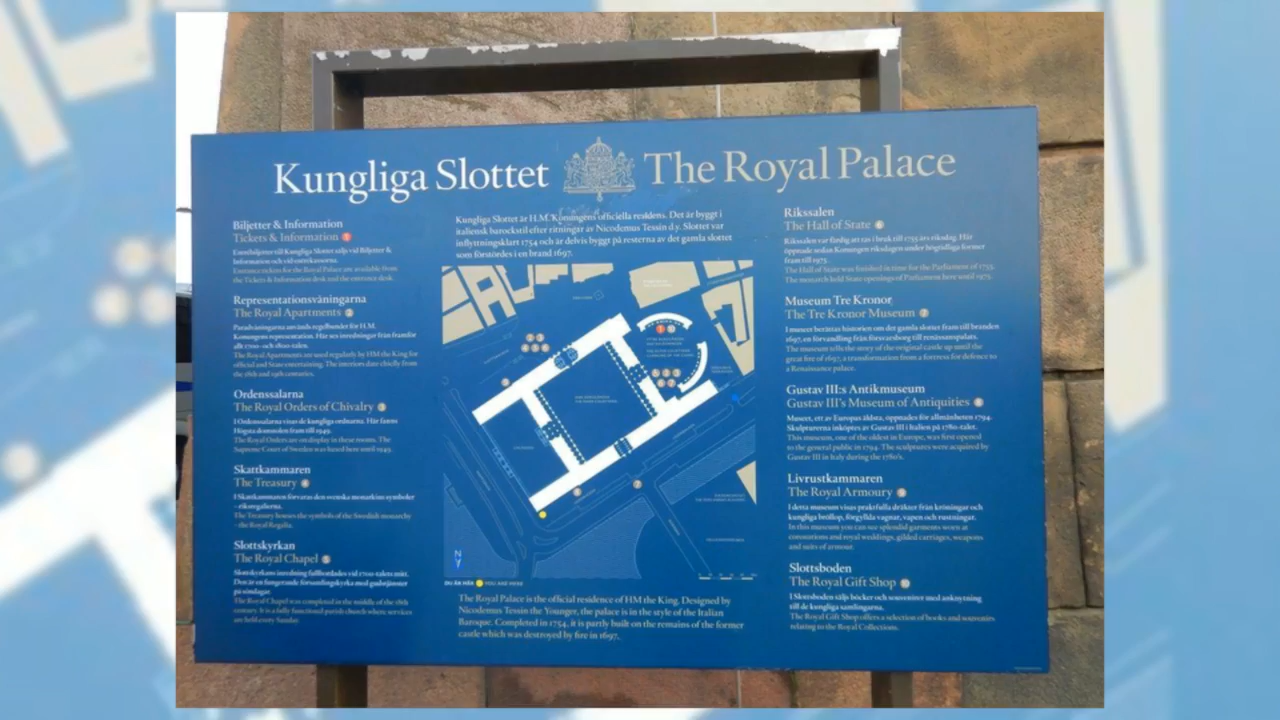 Kungliga Slottet The Royal Palace
Biljetter & Information
Tickets & Information 1
Entrébiljetter till Kungliga Slottet säljs vid Biljetter &
Information och vid entrékassorna.
Entrance tickets for the Royal Palace are available from
the Tickets & Information desk and the entrance desk.
Representationsvåningarna
The Royal Apartments 2
Paradvåningarna används regelbundet för H.M.
Konungens representation. Här ses inredningar från framför
allt 1700- och 1800-talen.
The Royal Apartments are used regularly by HM the King for
official and State entertaining. The interiors date chiefly from
the 18th and 19th centuries.
Ordenssalarna
The Royal Orders of Chivalry 3
I Ordenssalarna visas de kungliga ordnarna. Här fanns
Högsta domstolen fram till 1949.
The Royal Orders are on display in these rooms. The
Supreme Court of Sweden was based here until 1949.
Skattkammaren
The Treasury 4
I Skattkammaren förvaras den svenska monarkins symboler
– riksregalierna.
The Treasury houses the symbols of the Swedish monarchy
– the Royal Regalia.
Slottskyrkan
The Royal Chapel 5
Slottskyrkans inredning fullbordades vid 1700-talets mitt.
Den är en fungerande församlingskyrka med gudstjänster
på söndagar.
The Royal Chapel was completed in the middle of the 18th
century. It is a fully functional parish church where services
are held every Sunday.
Kungliga Slottet är H.M. Konungens officiella residens. Det är byggt i
italiensk barockstil efter ritningar av Nicodemus Tessin d.y. Slottet var
inflyttningsklart 1754 och är delvis byggt på resterna av det gamla slottet
som förstördes i en brand 1697.
N
DU ÄR HÄR YOU ARE HERE
The Royal Palace is the official residence of HM the King. Designed by
Nicodemus Tessin the Younger, the palace is in the style of the Italian
Baroque. Completed in 1754, it is partly built on the remains of the former
castle which was destroyed by fire in 1697.
Rikssalen
The Hall of State 6
Rikssalen var färdig att tas i bruk till 1755 års riksdag. Här
öppnade sedan Konungen riksdagen under högtidliga former
fram till 1975.
The Hall of State was finished in time for the Parliament of 1755.
The monarch held State openings of Parliament here until 1975.
Museum Tre Kronor
The Tre Kronor Museum 7
I museet berättas historien om det gamla slottet fram till branden
1697, en förvandling från försvarsborg till renässanspalats.
The museum tells the story of the original castle up until the
great fire of 1697, a transformation from a fortress for defence to
a Renaissance palace.
Gustav III:s Antikmuseum
Gustav III's Museum of Antiquities 8
Museet, ett av Europas äldsta, öppnades för allmänheten 1794.
Skulpturerna inköptes av Gustav III i Italien på 1780-talet.
This museum, one of the oldest in Europe, was first opened
to the general public in 1794. The sculptures were acquired by
Gustav III in Italy during the 1780's.
Livrustkammaren
The Royal Armoury 9
I detta museum visas praktfulla dräkter från kröningar och
kungliga bröllop, förgyllda vagnar, vapen och rustningar.
In this museum you can see splendid garments worn at
coronations and royal weddings, gilded carriages, weapons
and suits of armour.
Slottsboden
The Royal Gift Shop 10
I Slottsboden säljs böcker och souvenirer med anknytning
till de kungliga samlingarna.
The Royal Gift Shop offers a selection of books and souvenirs
relating to the Royal Collections.